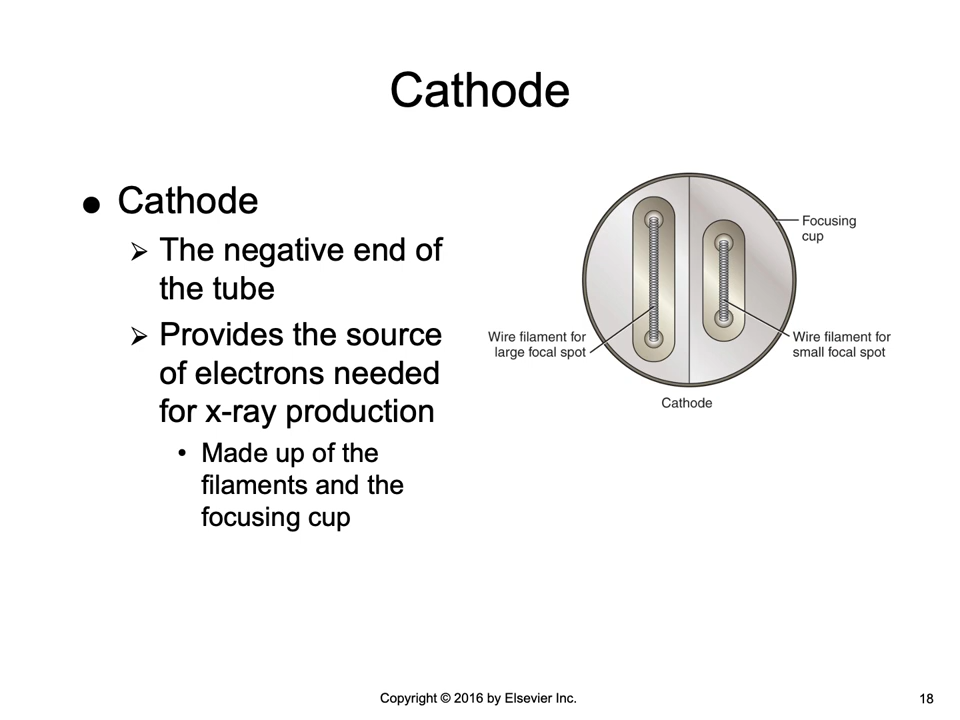 Cathode
● Cathode
➢ The negative end of
the tube
➢ Provides the source
of electrons needed
for x-ray production
• Made up of the
filaments and the
focusing cup
Focusing
cup
Wire filament for
large focal spot
Wire filament for
small focal spot
Cathode
Copyright © 2016 by Elsevier Inc.
18